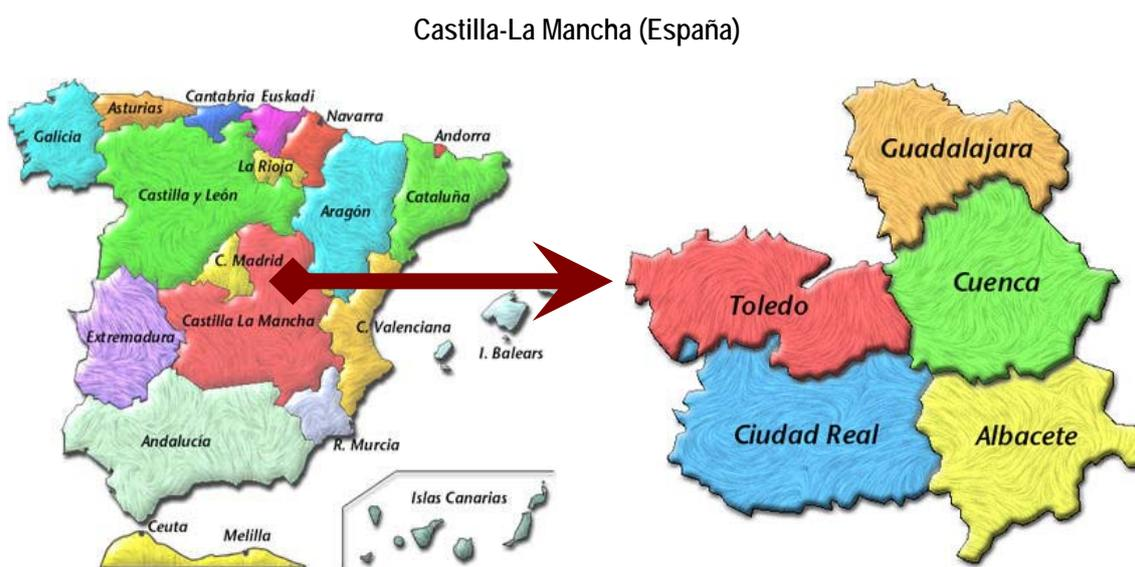 Castilla-La Mancha (España)
Cantabria Euskadi
Asturias
Navarra
Galicia
Andorra
La Rioja
Castilla y León
Cataluña
Aragón
C. Madrid
Castilla La Mancha
C. Valenciana
Extremadura
I. Balears
Andalucía
R. Murcia
Islas Canarias
Ceuta
Melilla
Guadalajara
Cuenca
Toledo
Ciudad Real
Albacete